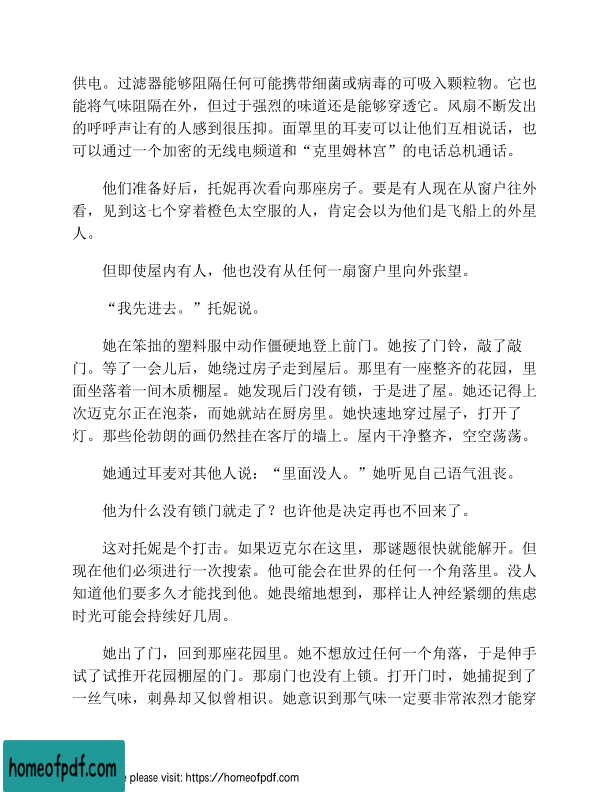 供电。过滤器能够阻隔任何可能携带细菌或病毒的可吸入颗粒物。它也
能将气味阻隔在外，但过于强烈的味道还是能够穿透它。风扇不断发出
的呼呼声让有的人感到很压抑。面罩里的耳麦可以让他们互相说话，也
可以通过一个加密的无线电频道和“克里姆林宫”的电话总机通话。
他们准备好后，托妮再次看向那座房子。要是有人现在从窗户往外
看，见到这七个穿着橙色太空服的人，肯定会以为他们是飞船上的外星
人。
但即使屋内有人，他也没有从任何一扇窗户里向外张望。
“我先进去。”托妮说。
她在笨拙的塑料服中动作僵硬地登上前门。她按了门铃，敲了敲
门。等了一会儿后，她绕过房子走到屋后。那里有一座整齐的花园，里
面坐落着一间木质棚屋。她发现后门没有锁，于是进了屋。她还记得上
次迈克尔正在泡茶，而她就站在厨房里。她快速地穿过屋子，打开了
灯。那些伦勃朗的画仍然挂在客厅的墙上。屋内干净整齐，空空荡荡。
她通过耳麦对其他人说：“里面没人。”她听见自己语气沮丧。
他为什么没有锁门就走了？也许他是决定再也不回来了。
这对托妮是个打击。如果迈克尔在这里，那谜题很快就能解开。但
现在他们必须进行一次搜索。他可能会在世界的任何一个角落里。没人
知道他们要多久才能找到他。她畏缩地想到，那样让人神经紧绷的焦虑
时光可能会持续好几周。
她出了门，回到那座花园里。她不想放过任何一个角落，于是伸手
试了试推开花园棚屋的门。那扇门也没有上锁。打开门时，她捕捉到了
一丝气味，刺鼻却又似曾相识。她意识到那气味一定要非常浓烈才能穿
homeofpdf.com
e please visit: https://homeofpdf.com